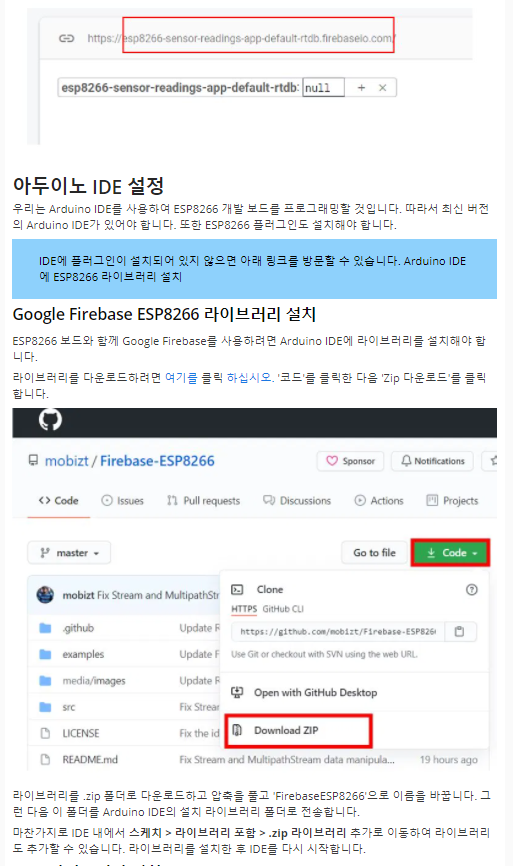 https://esp8266-sensor-readings-app-default-rtdb.firebaseio.com/
esp8266-sensor-readings-app-default-rtdb: null + ×
아두이노 IDE 설정
우리는 Arduino IDE를 사용하여 ESP8266 개발 보드를 프로그래밍할 것입니다. 따라서 최신 버전
의 Arduino IDE가 있어야 합니다. 또한 ESP8266 플러그인도 설치해야 합니다.
IDE에 플러그인이 설치되어 있지 않으면 아래 링크를 방문할 수 있습니다. Arduino IDE
에 ESP8266 라이브러리 설치
Google Firebase ESP8266 라이브러리 설치
ESP8266 보드와 함께 Google Firebase를 사용하려면 Arduino IDE에 라이브러리를 설치해야 합
니다.
라이브러리를 다운로드하려면 여기를 클릭 하십시오. '코드'를 클릭한 다음 'Zip 다운로드'를 클릭
합니다.
mobizt / Firebase-ESP8266
Sponsor
Notifications
Code
Issues
Pull requests
Discussions
Actions
Projects
master
Go to file
Code
mobizt Fix Stream and MultipathStr
Clone
HTTPS GitHub CLI
.github Update R
https://github.com/mobizt/Firebase-ESP826
examples Update F
Use Git or checkout with SVN using the web URL.
media/images Update R
Open with GitHub Desktop
src Fix Strea
LICENSE Fix the id
Download ZIP
README.md Fix Stream and MultipathStream data manipula... 19 hours ago
라이브러리를 .zip 폴더로 다운로드하고 압축을 풀고 'FirebaseESP8266'으로 이름을 바꿉니다. 그
런 다음 이 폴더를 Arduino IDE의 설치 라이브러리 폴더로 전송합니다.
마찬가지로 IDE 내에서 스케치 > 라이브러리 포함 > .zip 라이브러리 추가로 이동하여 라이브러리
도 추가할 수 있습니다. 라이브러리를 설치한 후 IDE를 다시 시작합니다.